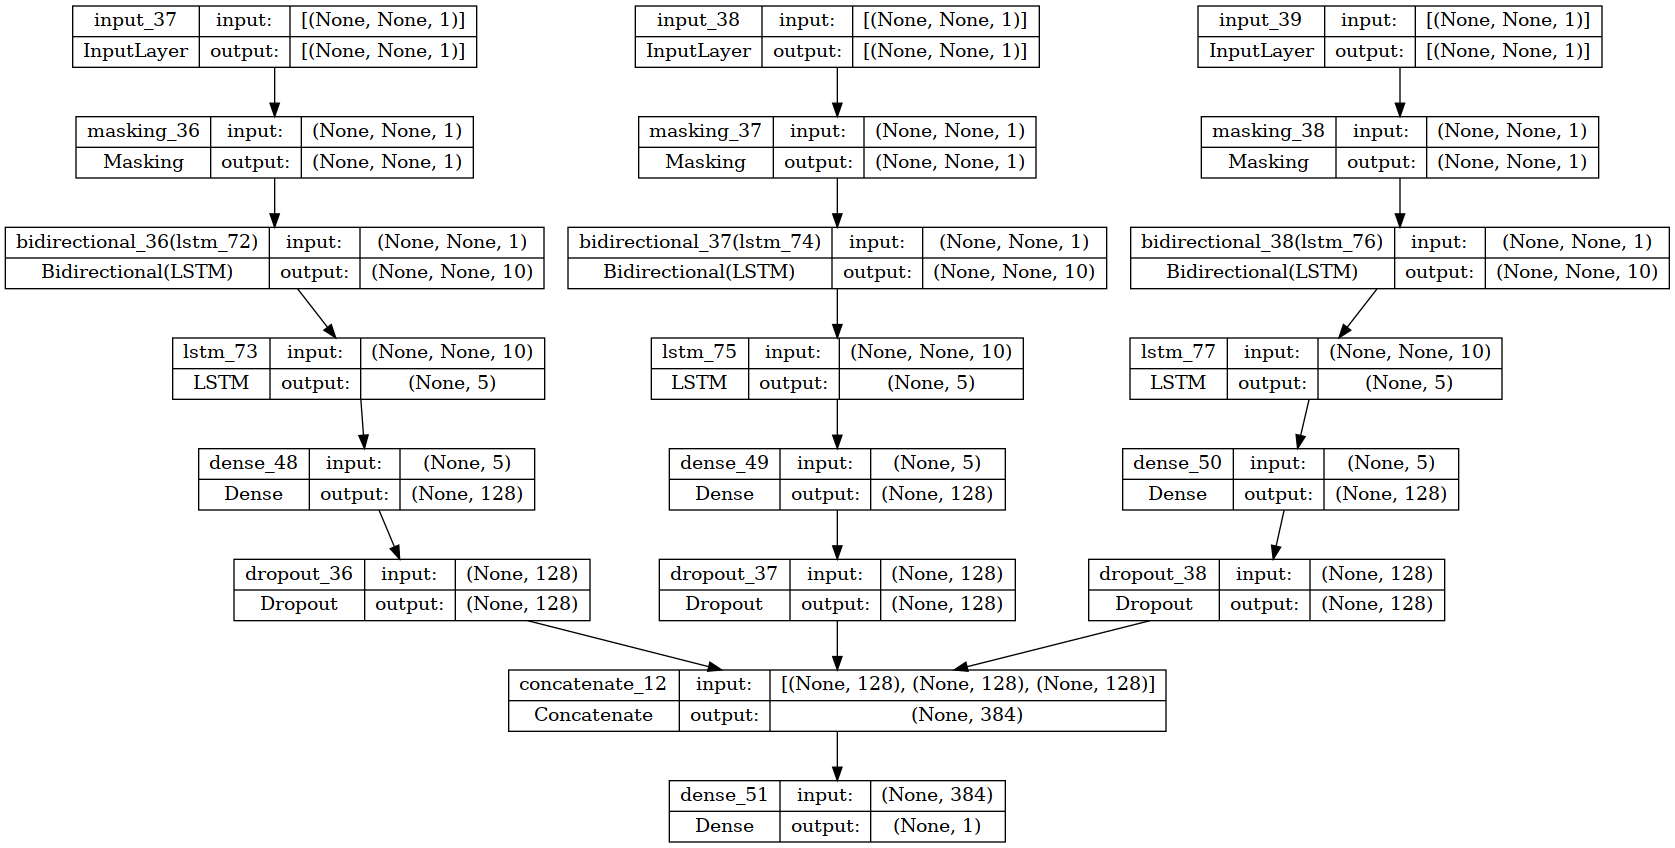 input_37 input: [(None, None, 1)]
InputLayer output: [(None, None, 1)]
input_38 input: [(None, None, 1)]
InputLayer output: [(None, None, 1)]
input_39 input: [(None, None, 1)]
InputLayer output: [(None, None, 1)]
masking_36 input: (None, None, 1)
Masking output: (None, None, 1)
masking_37 input: (None, None, 1)
Masking output: (None, None, 1)
masking_38 input: (None, None, 1)
Masking output: (None, None, 1)
bidirectional_36(lstm_72) input: (None, None, 1)
Bidirectional(LSTM) output: (None, None, 10)
bidirectional_37(lstm_74) input: (None, None, 1)
Bidirectional(LSTM) output: (None, None, 10)
bidirectional_38(lstm_76) input: (None, None, 1)
Bidirectional(LSTM) output: (None, None, 10)
lstm_73 input: (None, None, 10)
LSTM output: (None, 5)
lstm_75 input: (None, None, 10)
LSTM output: (None, 5)
lstm_77 input: (None, None, 10)
LSTM output: (None, 5)
dense_48 input: (None, 5)
Dense output: (None, 128)
dense_49 input: (None, 5)
Dense output: (None, 128)
dense_50 input: (None, 5)
Dense output: (None, 128)
dropout_36 input: (None, 128)
Dropout output: (None, 128)
dropout_37 input: (None, 128)
Dropout output: (None, 128)
dropout_38 input: (None, 128)
Dropout output: (None, 128)
concatenate_12 input: [(None, 128), (None, 128), (None, 128)]
Concatenate output: (None, 384)
dense_51 input: (None, 384)
Dense output: (None, 1)